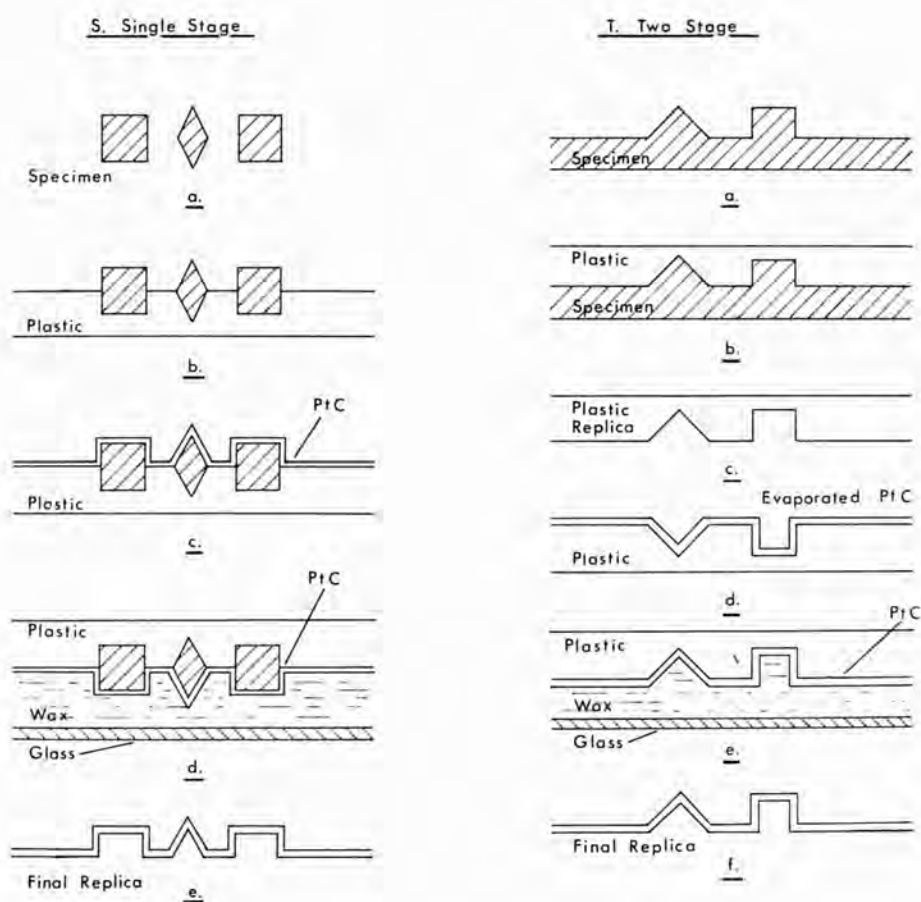 S. Single Stage
Specimen
a.
Plastic
b.
PtC
Plastic
c.
PtC
Plastic
Wax
Glass
d.
Final Replica
e.
T. Two Stage
Specimen
a.
Plastic
Specimen
b.
Plastic
Replica
c.
Evaporated PtC
Plastic
d.
PtC
Plastic
Wax
Glass
e.
Final Replica
f.